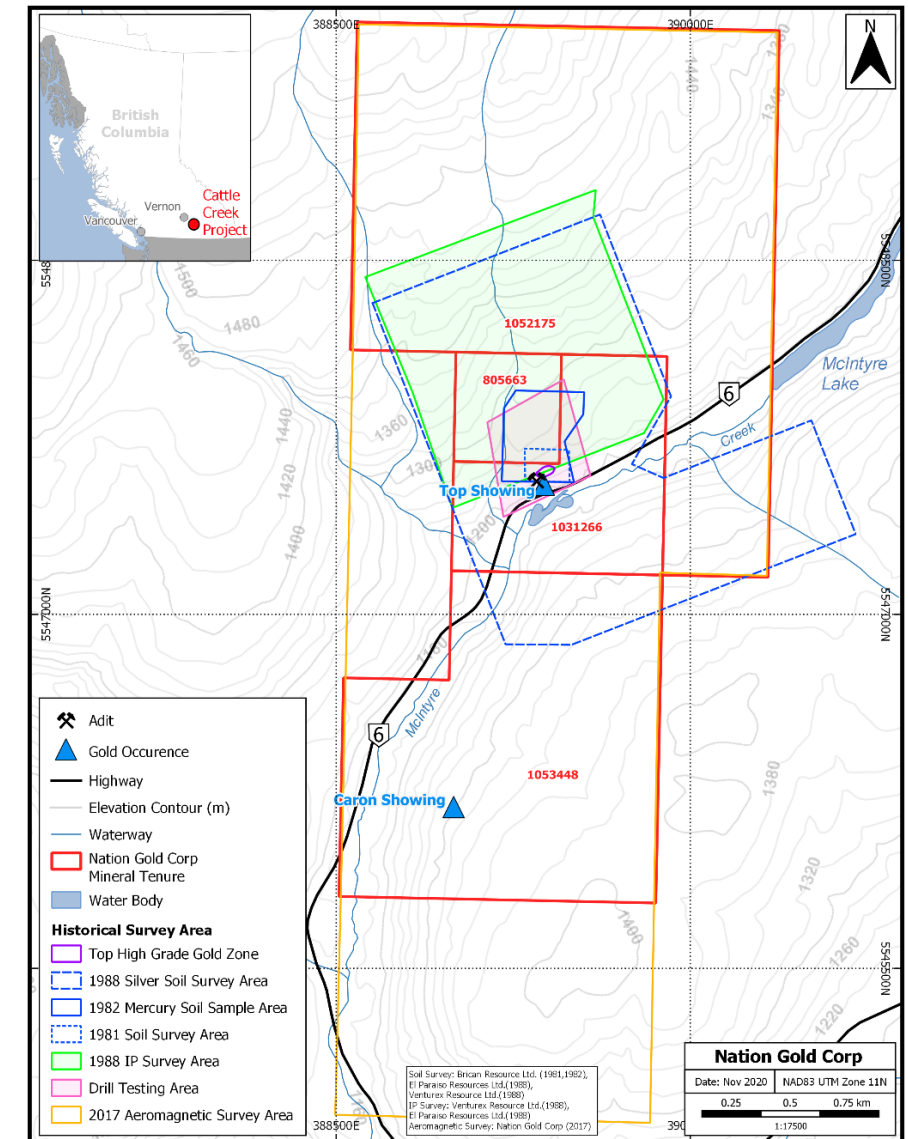 388500E
390000E
N
British
Columbia
Vernon
Vancouver
Cattle
Creek
Project
1440
1340
5548500N
1500
1480
1460
1052175
McIntyre
Lake
6
805663
Creek
1360
1440
1300
1420
Top Showing
1200
1031266
1400
5547000N
5547000N
1160
McIntyre
6
1053448
1380
Caron Showing
1320
1400
1260
5545500N
1220
Adit
Gold Occurence
Highway
Elevation Contour (m)
Waterway
Nation Gold Corp
Mineral Tenure
Water Body
Historical Survey Area
Top High Grade Gold Zone
1988 Silver Soil Survey Area
1982 Mercury Soil Sample Area
1981 Soil Survey Area
1988 IP Survey Area
Drill Testing Area
2017 Aeromagnetic Survey Area
Soil Survey: Brican Resource Ltd. (1981,1982),
El Paraiso Resources Ltd.(1988),
Venturex Resource Ltd.(1988)
IP Survey: Venturex Resource Ltd.(1988),
El Paraiso Resources Ltd.(1988)
Aeromagnetic Survey: Nation Gold Corp (2017)
388500E
Nation Gold Corp
Date: Nov 2020
NAD83 UTM Zone 11N
0.25 0.5 0.75 km
1:17500